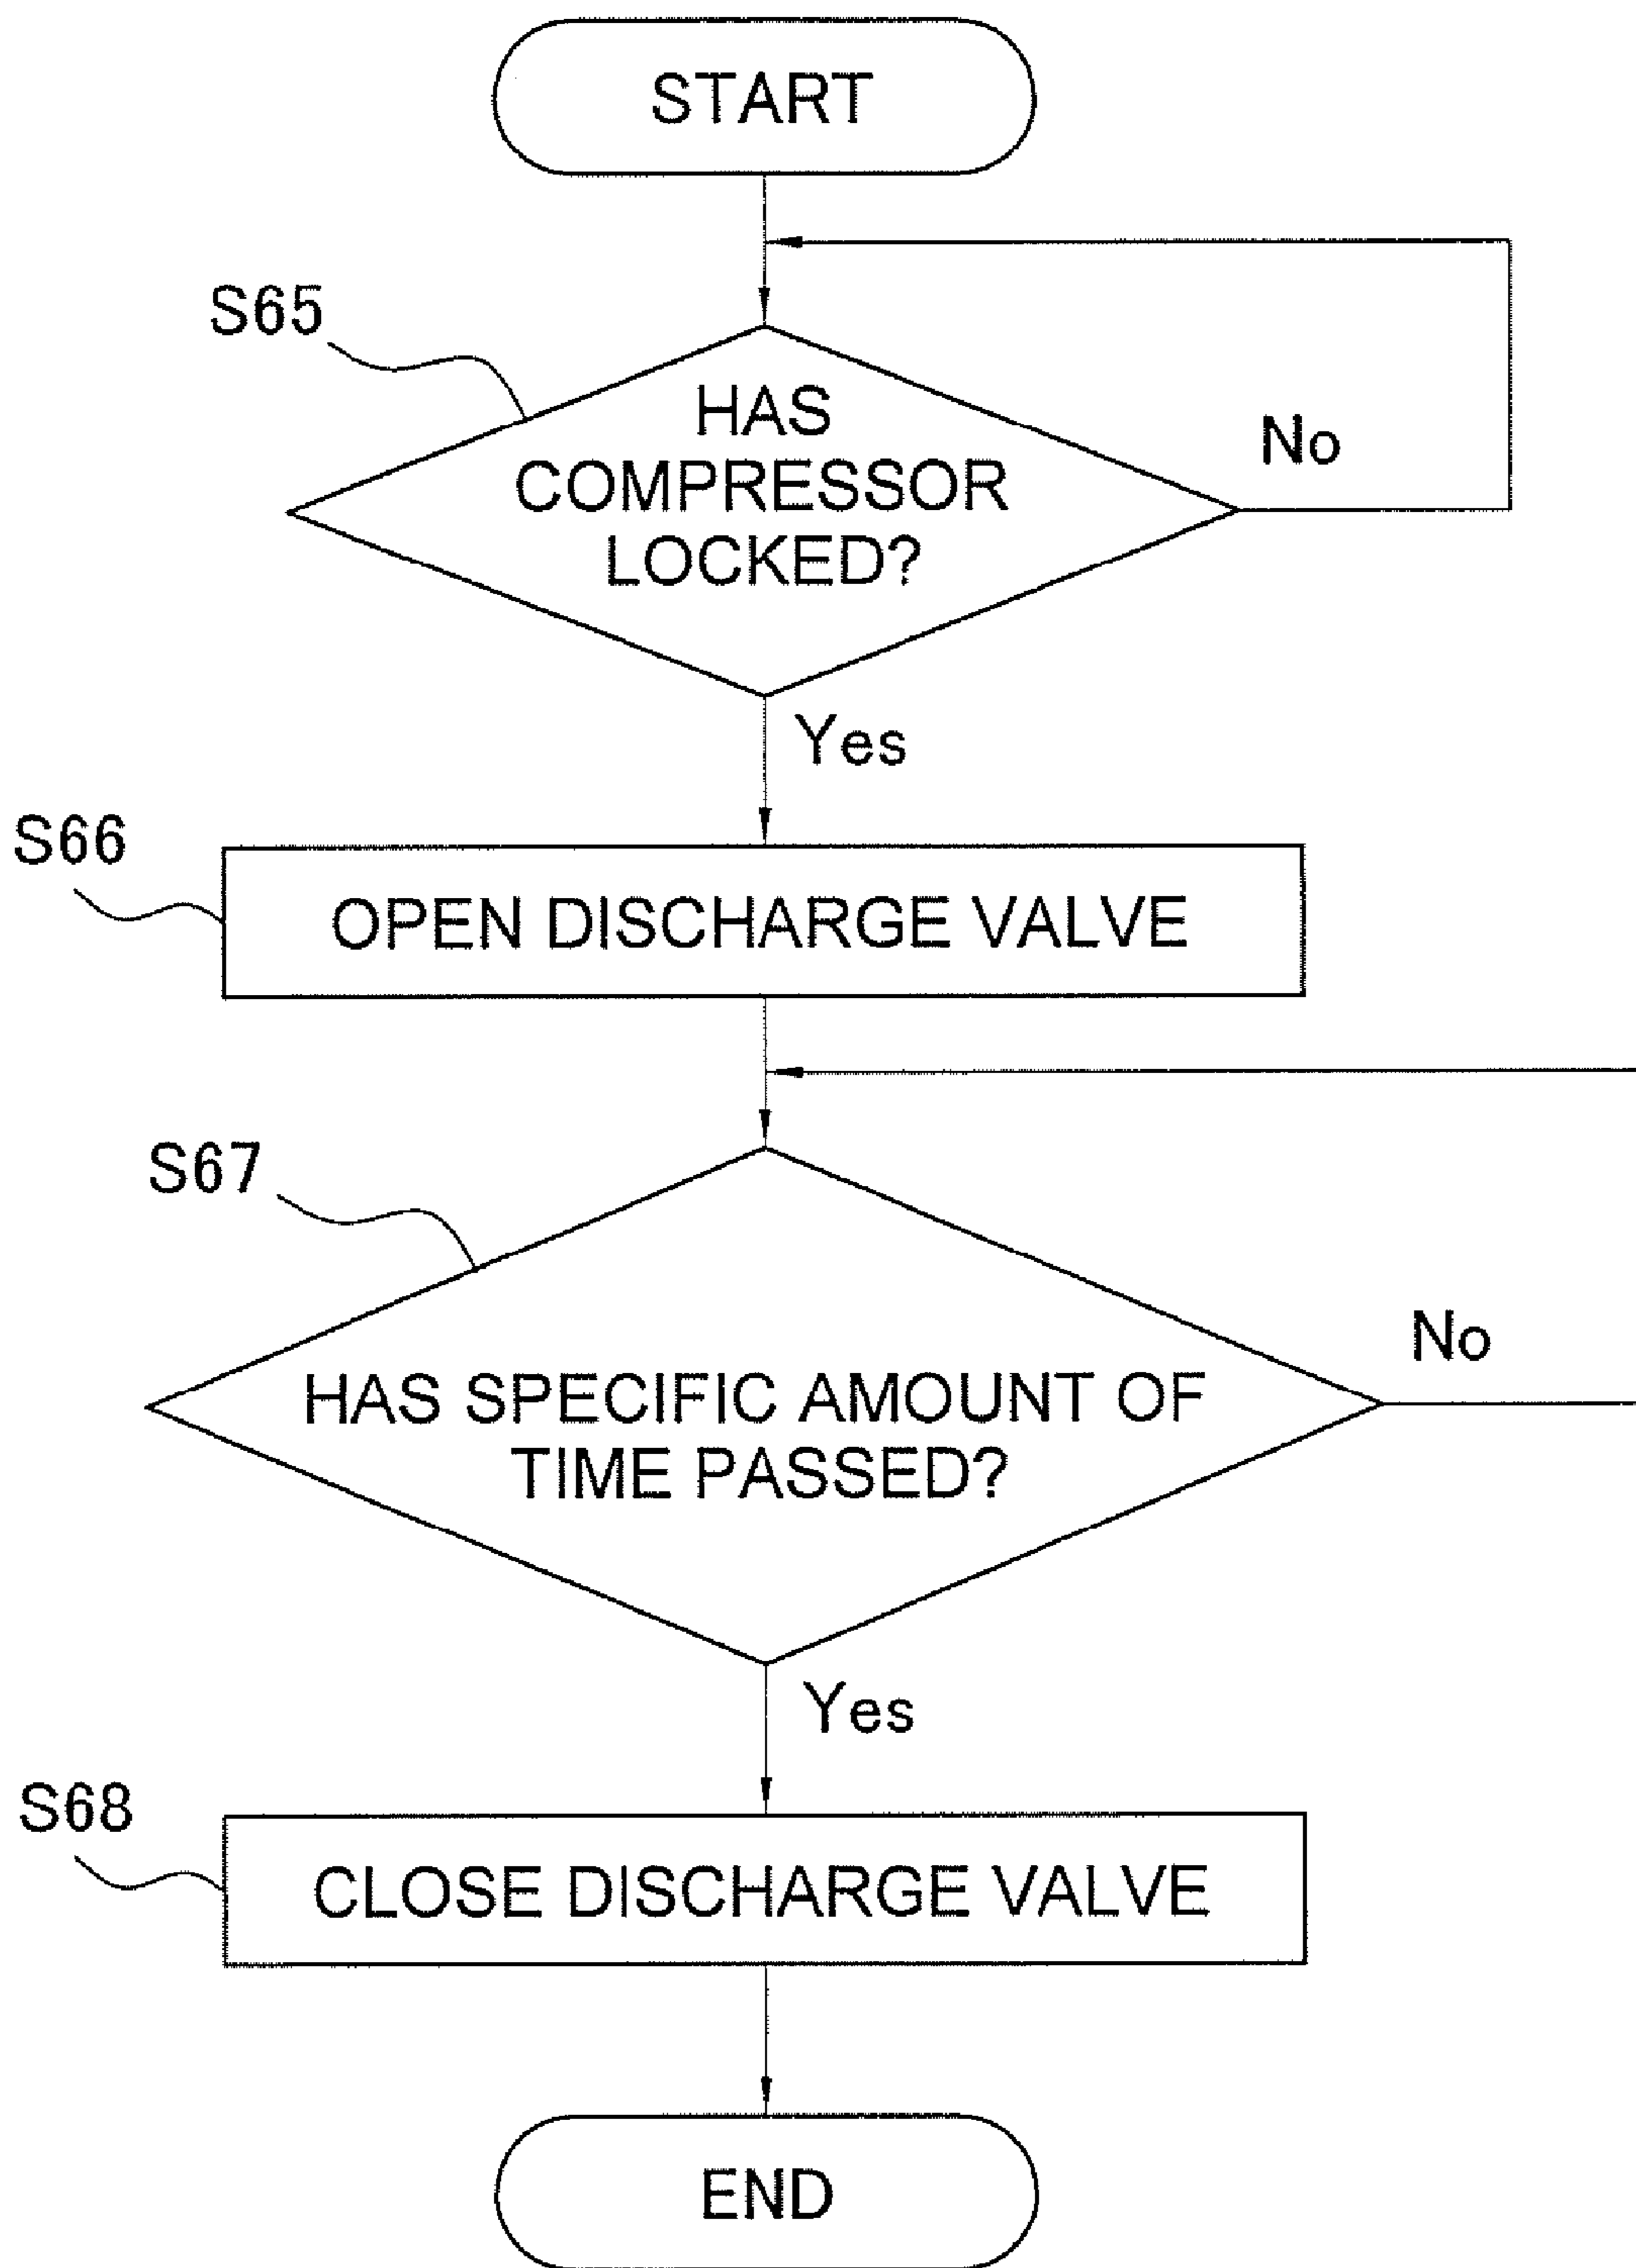 START
S65
HAS
COMPRESSOR
LOCKED?
No
Yes
S66
OPEN DISCHARGE VALVE
S67
HAS SPECIFIC AMOUNT OF
TIME PASSED?
No
Yes
S68
CLOSE DISCHARGE VALVE
END